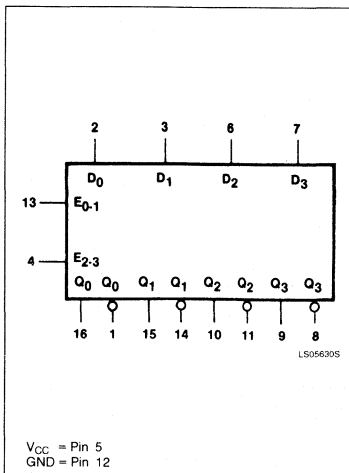 2 3 6 7
D0 D1 D2 D3
13 E0-1
4 E2-3
Q0 Q0 Q1 Q1 Q2 Q2 Q3 Q3
16 1 15 14 10 11 9 8
LS05630S
VCC = Pin 5
GND = Pin 12